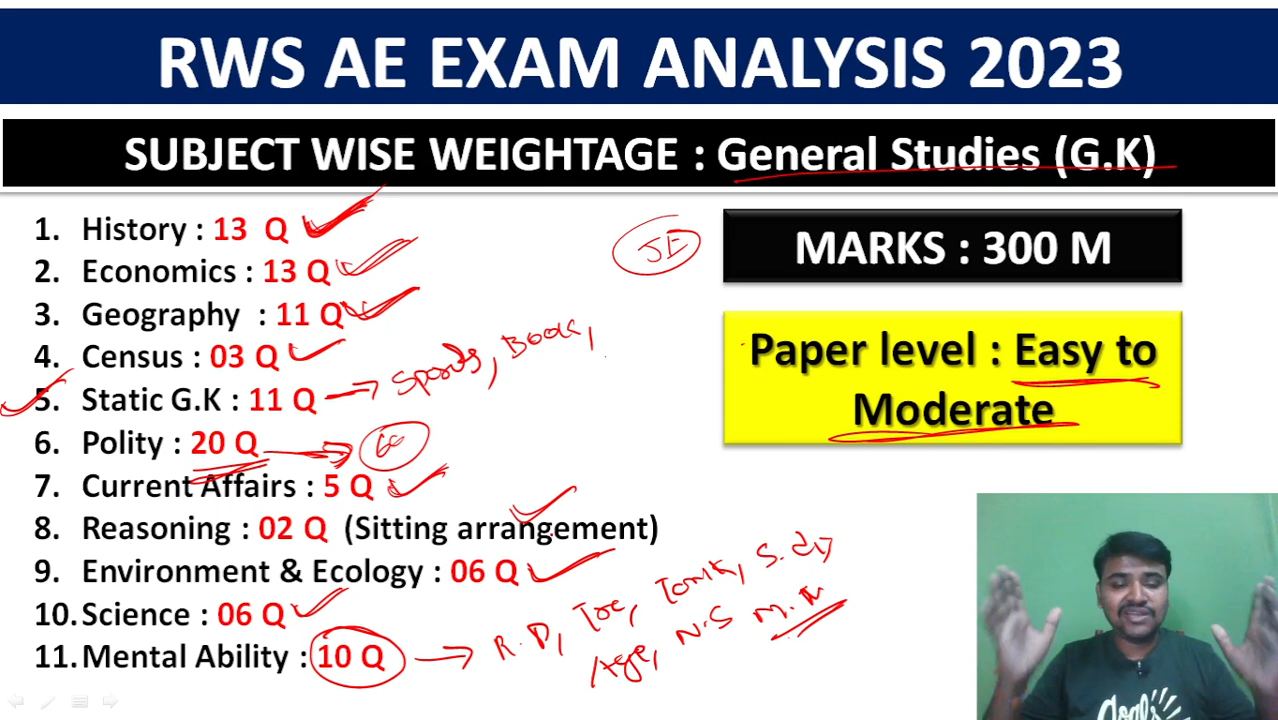 RWS AE EXAM ANALYSIS 2023
SUBJECT WISE WEIGHTAGE : General Studies (G.K)
1. History : 13 Q
2. Economics : 13 Q
3. Geography : 11 Q
4. Census : 03 Q
5. Static G.K : 11 Q
Sports, Book,
6. Polity : 20 Q
7. Current Affairs : 5 Q
8. Reasoning : 02 Q (Sitting arrangement)
9. Environment & Ecology : 06 Q
10. Science : 06 Q
11. Mental Ability : 10 Q
R.D,
Age, N.S
JE
MARKS : 300 M
Paper level : Easy to
Moderate